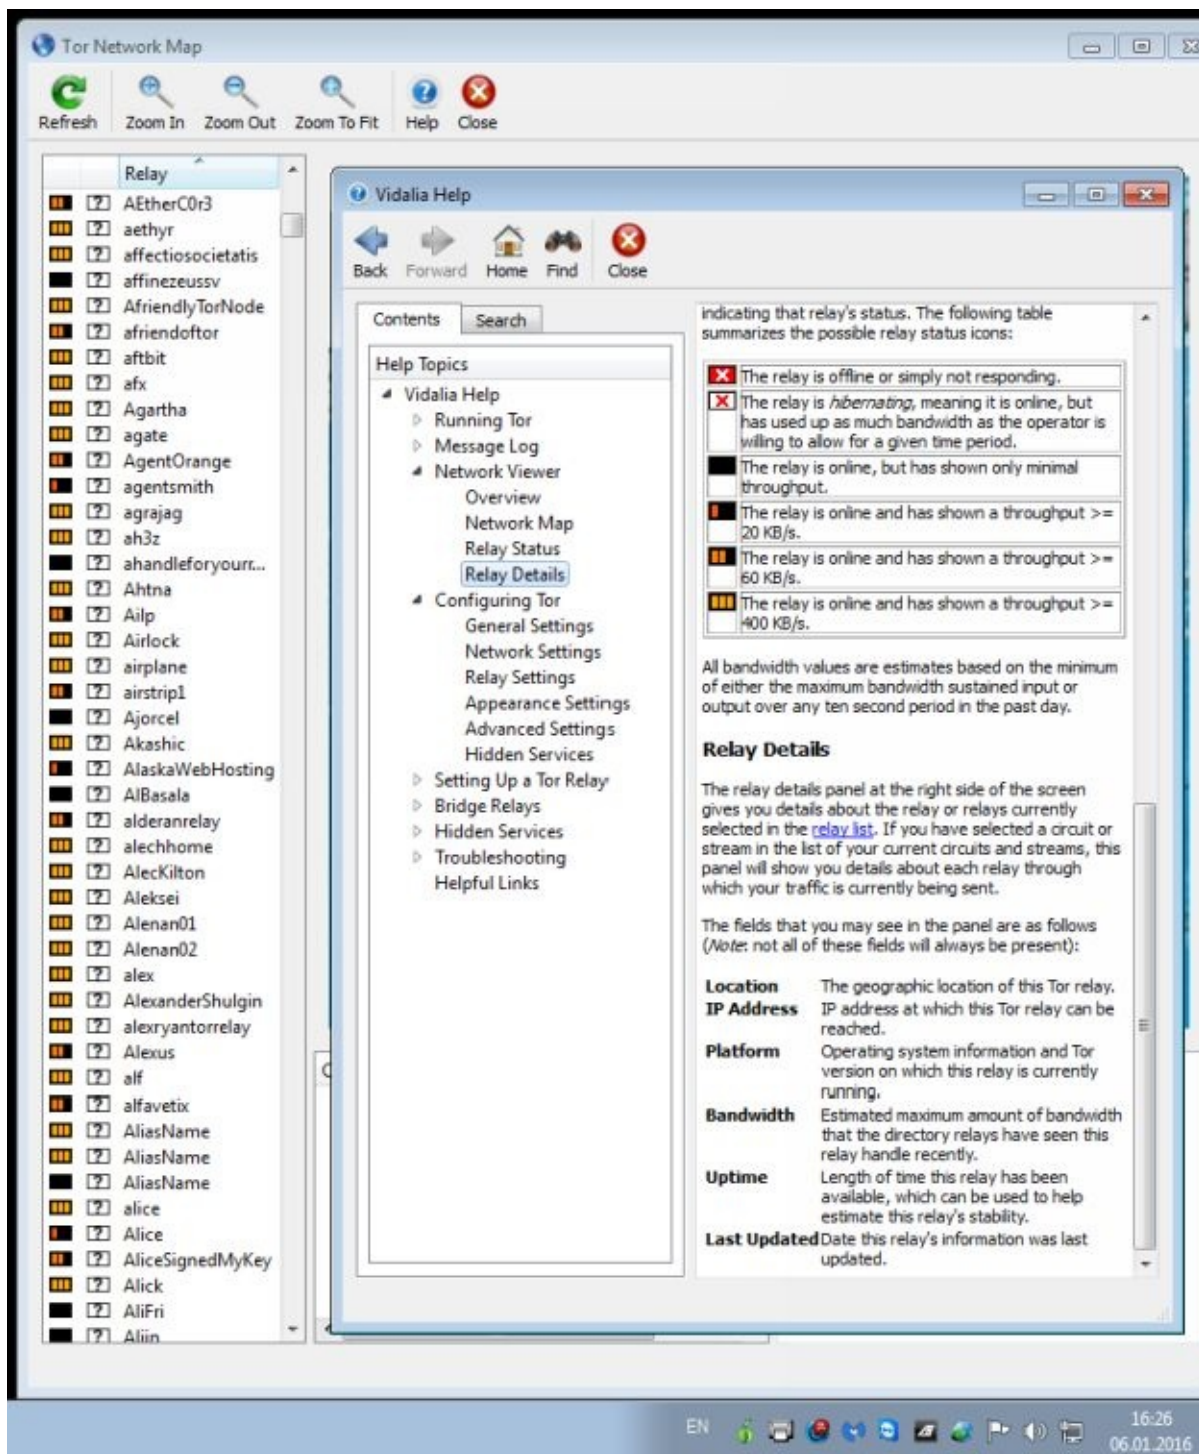 Tor Network Map
Refresh Zoom In Zoom Out Zoom To Fit Help Close
Relay
AEtherC0r3
aethyr
affectiosocietatis
affinezeussv
AfriendlyTorNode
afriendoftor
aftbit
afx
Agartha
agate
AgentOrange
agentsmith
agrajag
ah3z
ahandleforyourr...
Ahtna
Ailp
Airlock
airplane
airstrip1
Ajorcel
Akashic
AlaskaWebHosting
AlBasala
alderanrelay
alechhome
AlecKilton
Aleksei
Alenan01
Alenan02
alex
AlexanderShulgin
alexryantorrelay
Alexus
alf
alfavetix
AliasName
AliasName
AliasName
alice
Alice
AliceSignedMyKey
Alick
AliFri
Vidalia Help
Back Forward Home Find Close
Contents Search
Help Topics
Vidalia Help
Running Tor
Message Log
Network Viewer
Overview
Network Map
Relay Status
Relay Details
Configuring Tor
General Settings
Network Settings
Relay Settings
Appearance Settings
Advanced Settings
Hidden Services
Setting Up a Tor Relay
Bridge Relays
Hidden Services
Troubleshooting
Helpful Links
indicating that relay's status. The following table
summarizes the possible relay status icons:
The relay is offline or simply not responding.
The relay is hibernating, meaning it is online, but
has used up as much bandwidth as the operator is
willing to allow for a given time period.
The relay is online, but has shown only minimal
throughput.
The relay is online and has shown a throughput >=
20 KB/s.
The relay is online and has shown a throughput >=
60 KB/s.
The relay is online and has shown a throughput >=
400 KB/s.
All bandwidth values are estimates based on the minimum
of either the maximum bandwidth sustained input or
output over any ten second period in the past day.
Relay Details
The relay details panel at the right side of the screen
gives you details about the relay or relays currently
selected in the relay list. If you have selected a circuit or
stream in the list of your current circuits and streams, this
panel will show you details about each relay through
which your traffic is currently being sent.
The fields that you may see in the panel are as follows
(Note: not all of these fields will always be present):
Location The geographic location of this Tor relay.
IP Address IP address at which this Tor relay can be
reached.
Platform Operating system information and Tor
version on which this relay is currently
running.
Bandwidth Estimated maximum amount of bandwidth
that the directory relays have seen this
relay handle recently.
Uptime Length of time this relay has been
available, which can be used to help
estimate this relay's stability.
Last Updated Date this relay's information was last
updated.
EN
16:26
06.01.2016